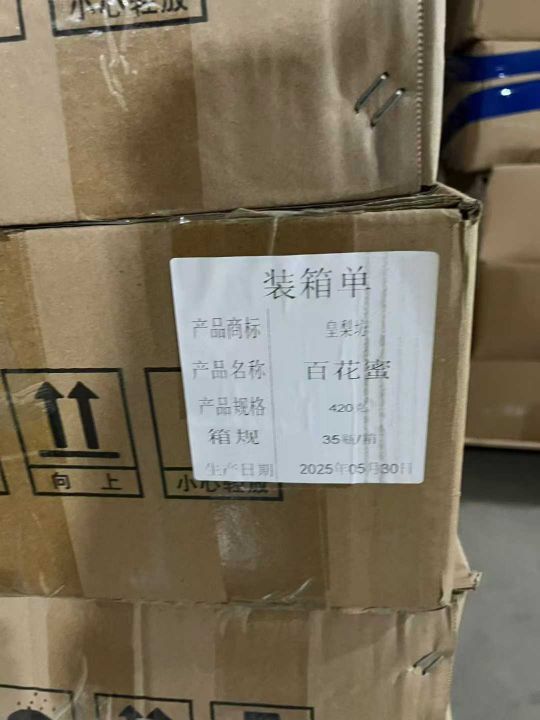 小心轻放
装箱单
产品商标 皇梨坊
产品名称 百花蜜
产品规格 420克
箱规 35瓶/箱
生产日期 2025年05月30日
向上
小心轻放